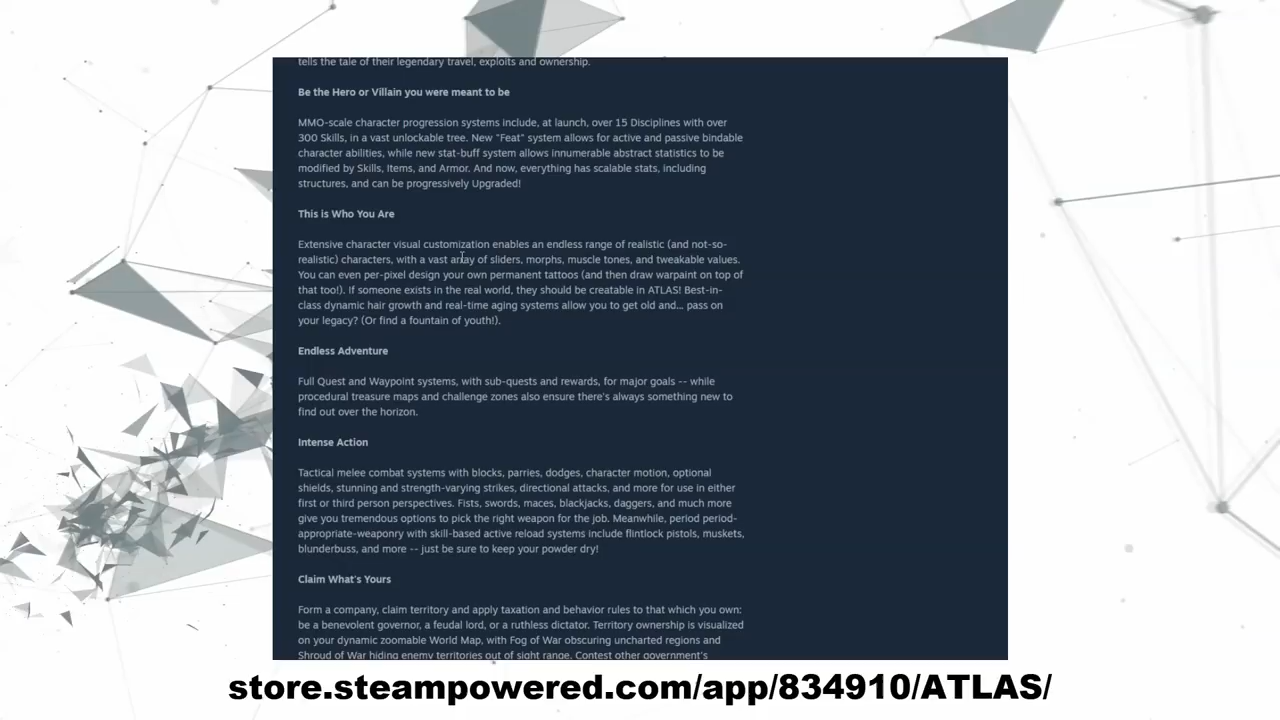 tells the tale of their legendary travel, exploits and ownership.
Be the Hero or Villain you were meant to be
MMO-scale character progression systems include, at launch, over 15 Disciplines with over
300 Skills, in a vast unlockable tree. New "Feat" system allows for active and passive bindable
character abilities, while new stat-buff system allows innumerable abstract statistics to be
modified by Skills, Items, and Armor. And now, everything has scalable stats, including
structures, and can be progressively Upgraded!
This is Who You Are
Extensive character visual customization enables an endless range of realistic (and not-so-
realistic) characters, with a vast array of sliders, morphs, muscle tones, and tweakable values.
You can even per-pixel design your own permanent tattoos (and then draw warpaint on top of
that too!). If someone exists in the real world, they should be creatable in ATLAS! Best-in-
class dynamic hair growth and real-time aging systems allow you to get old and... pass on
your legacy? (Or find a fountain of youth!).
Endless Adventure
Full Quest and Waypoint systems, with sub-quests and rewards, for major goals -- while
procedural treasure maps and challenge zones also ensure there's always something new to
find out over the horizon.
Intense Action
Tactical melee combat systems with blocks, parries, dodges, character motion, optional
shields, stunning and strength-varying strikes, directional attacks, and more for use in either
first or third person perspectives. Fists, swords, maces, blackjacks, daggers, and much more
give you tremendous options to pick the right weapon for the job. Meanwhile, period period-
appropriate-weaponry with skill-based active reload systems include flintlock pistols, muskets,
blunderbuss, and more -- just be sure to keep your powder dry!
Claim What's Yours
Form a company, claim territory and apply taxation and behavior rules to that which you own:
be a benevolent governor, a feudal lord, or a ruthless dictator. Territory ownership is visualized
on your dynamic zoomable World Map, with Fog of War obscuring uncharted regions and
Shroud of War hiding enemy territories out of sight range. Contest other government's
store.steampowered.com/app/834910/ATLAS/